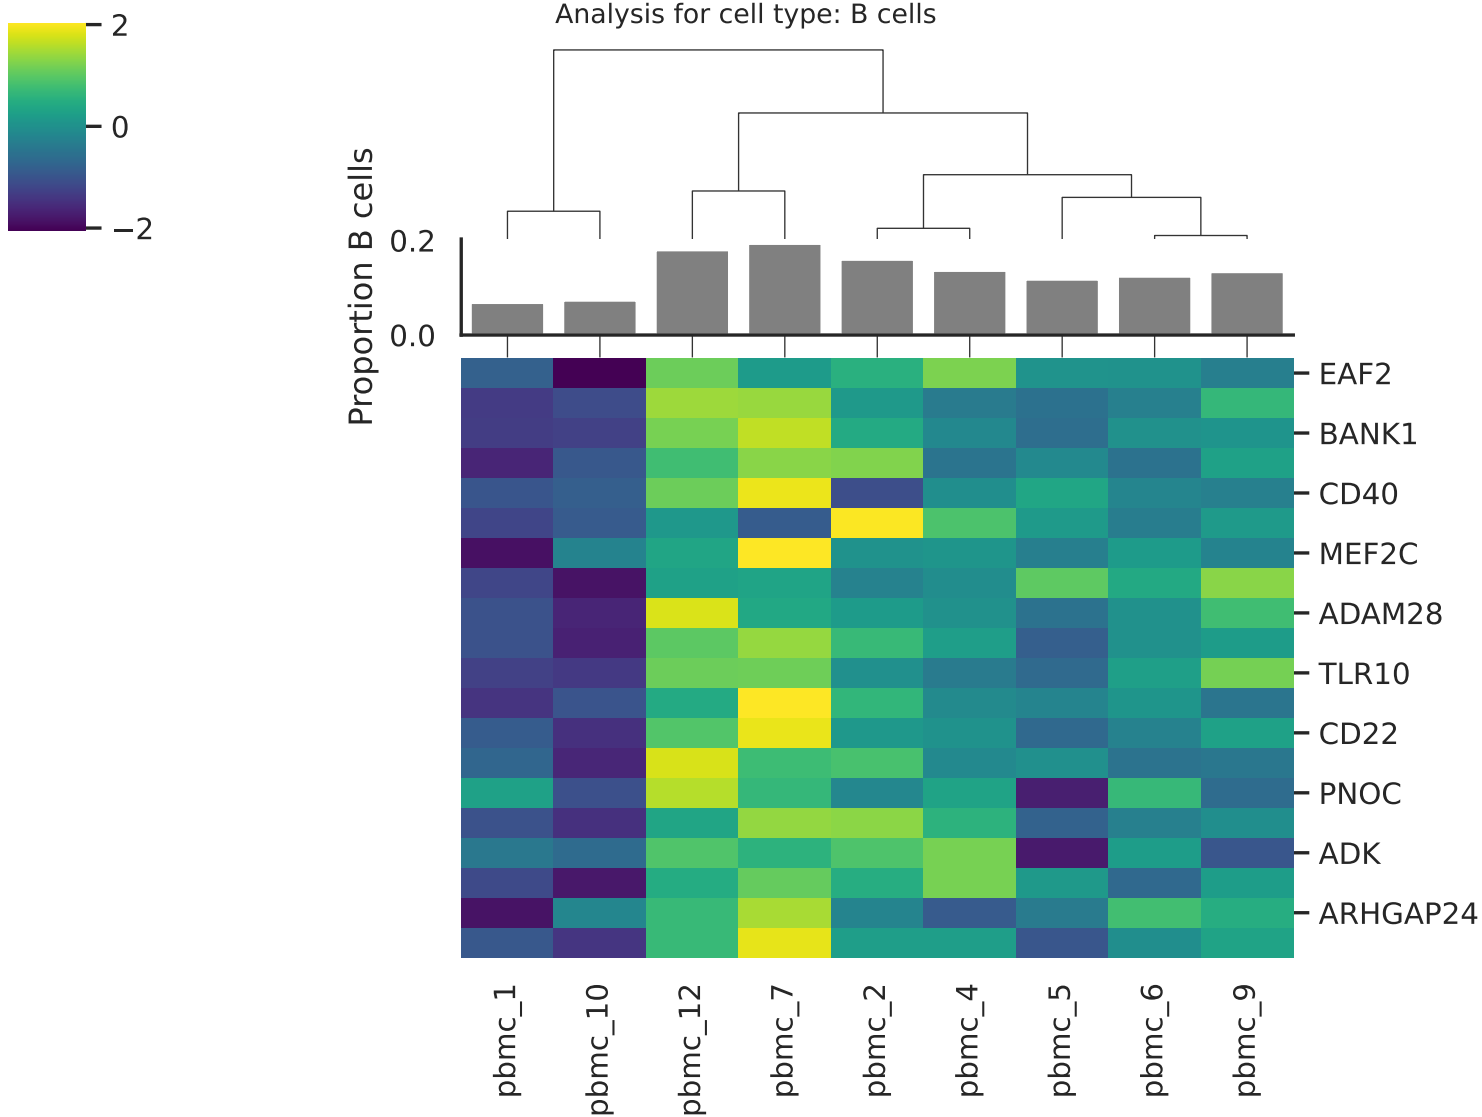 Analysis for cell type: B cells
2
0
−2
Proportion B cells
0.2
0.0
EAF2
BANK1
CD40
MEF2C
ADAM28
TLR10
CD22
PNOC
ADK
ARHGAP24
pbmc_1
pbmc_10
pbmc_12
pbmc_7
pbmc_2
pbmc_4
pbmc_5
pbmc_6
pbmc_9